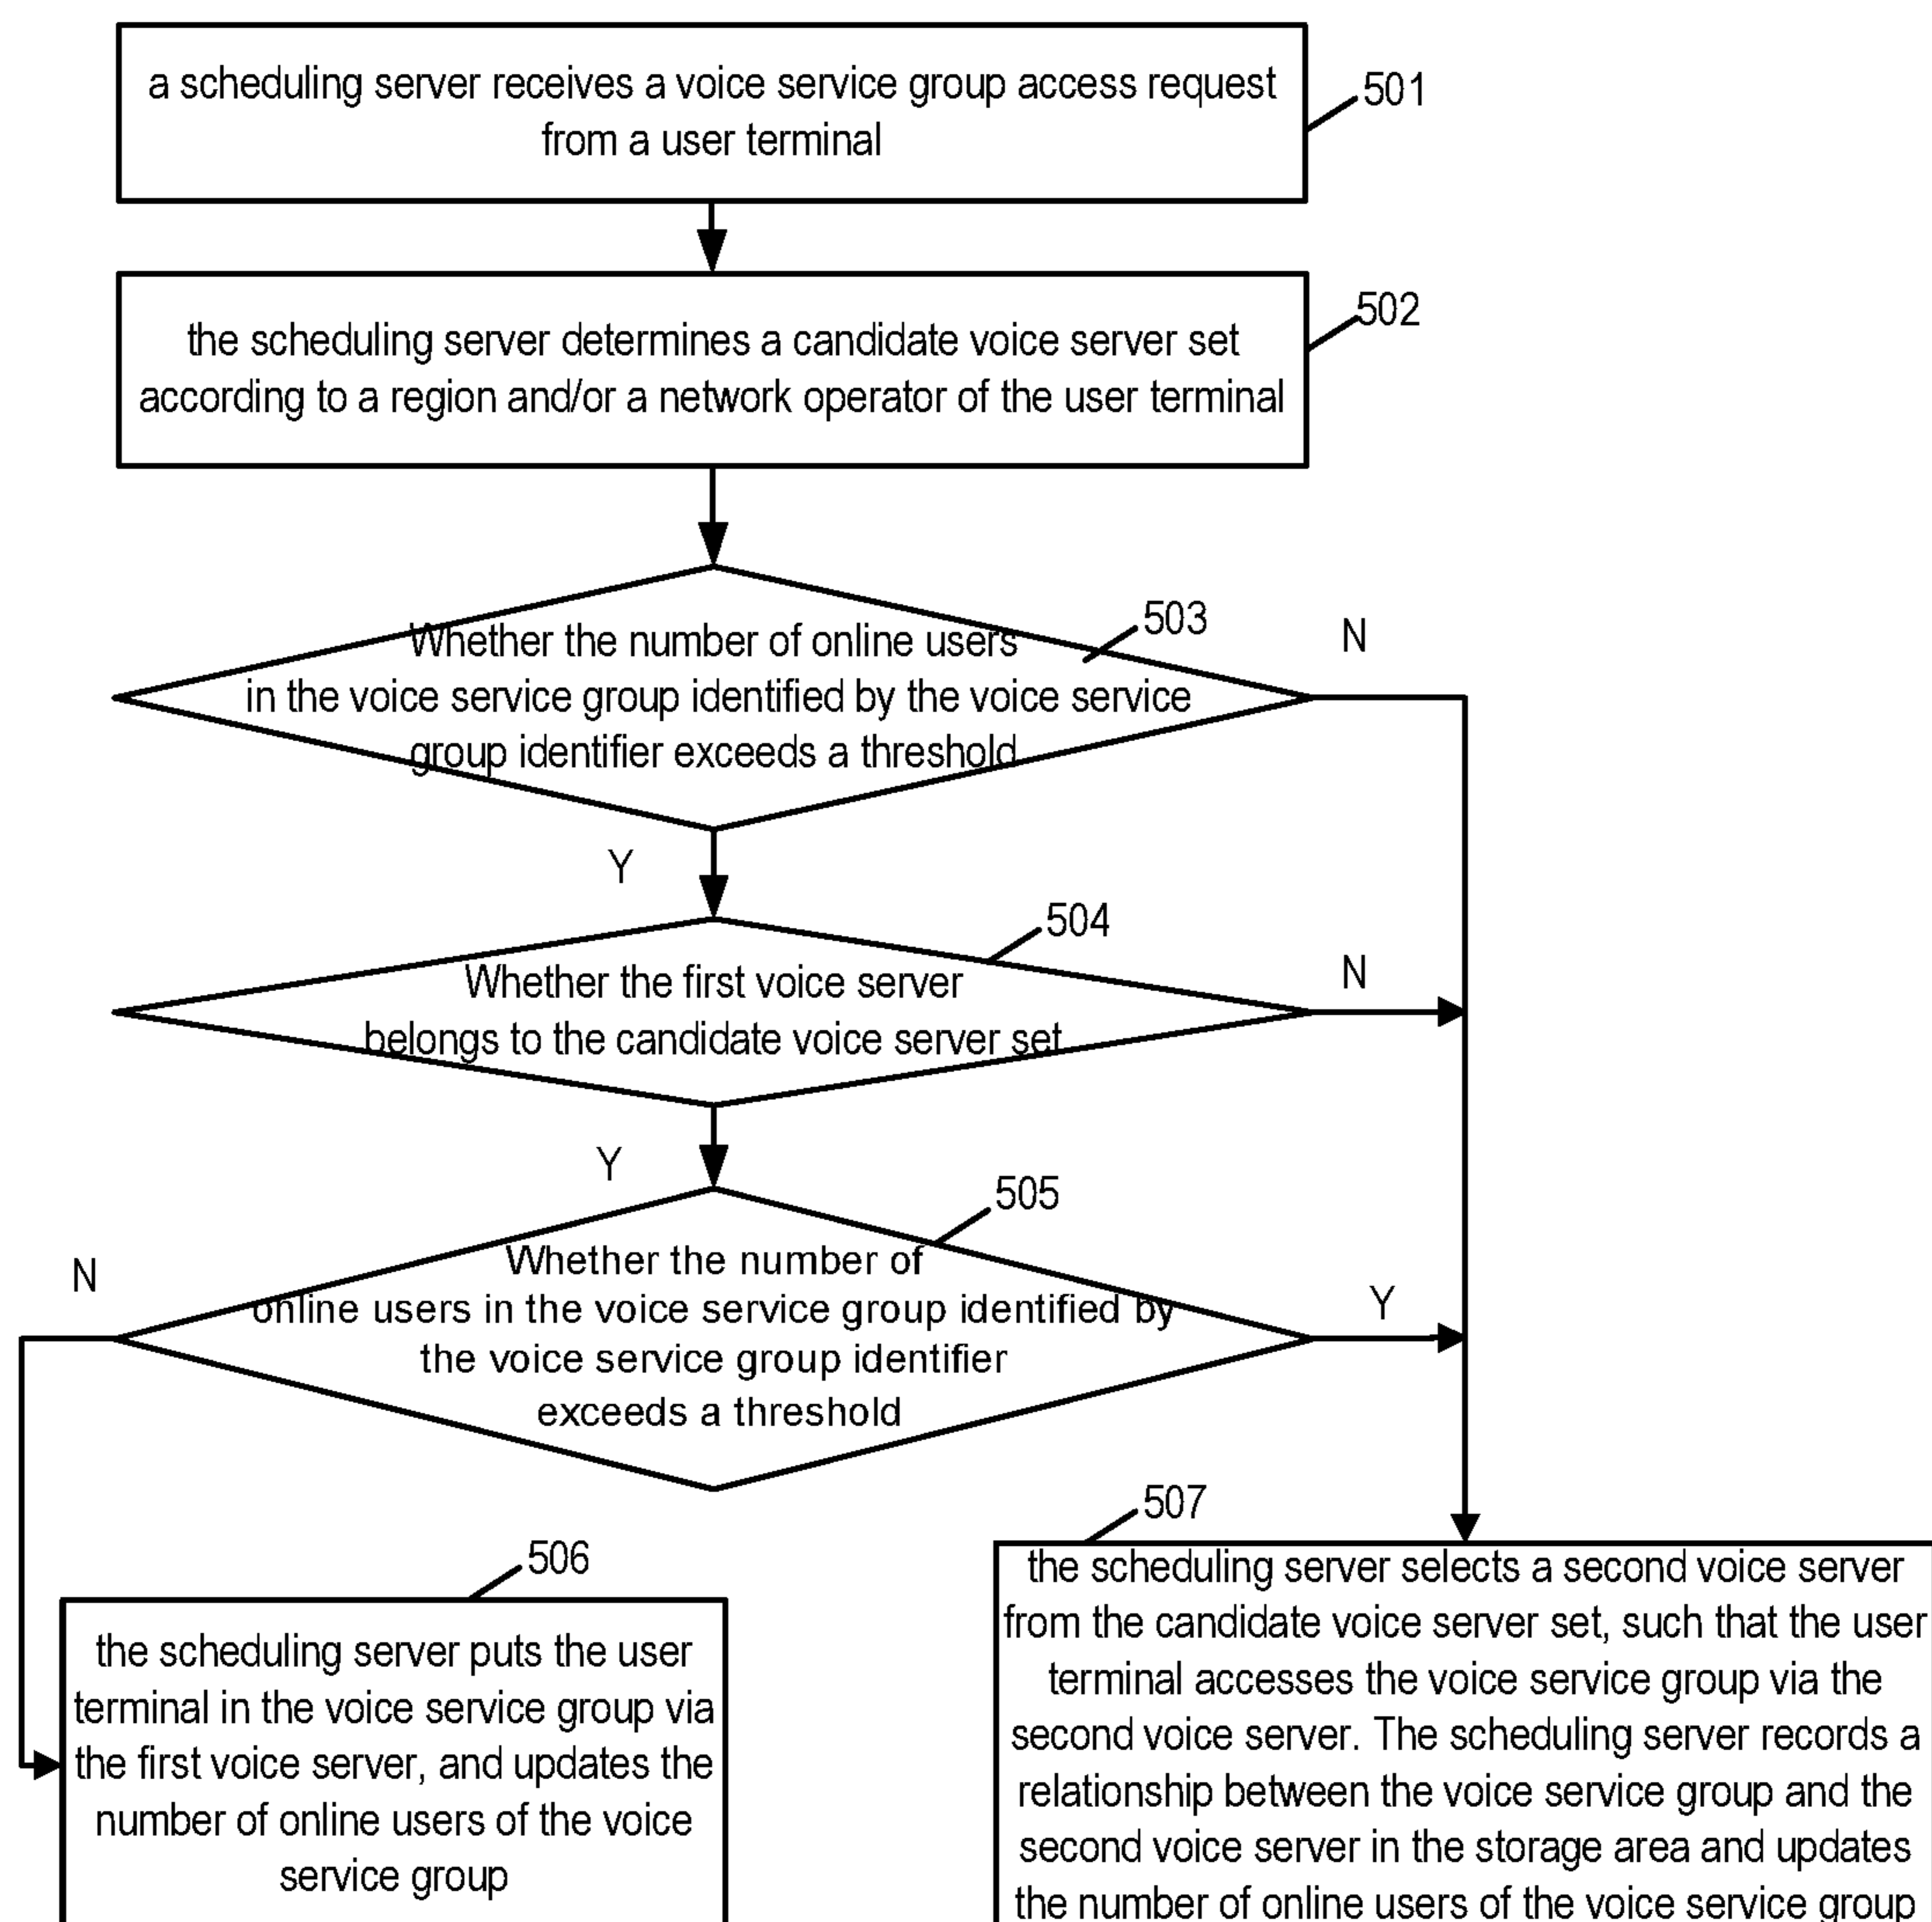 a scheduling server receives a voice service group access request
from a user terminal
501
the scheduling server determines a candidate voice server set
according to a region and/or a network operator of the user terminal
502
Whether the number of online users
in the voice service group identified by the voice service
group identifier exceeds a threshold
503
N
Y
Whether the first voice server
belongs to the candidate voice server set
504
N
Y
Whether the number of
online users in the voice service group identified by
the voice service group identifier
exceeds a threshold
505
N
Y
506
the scheduling server puts the user
terminal in the voice service group via
the first voice server, and updates the
number of online users of the voice
service group
507
the scheduling server selects a second voice server
from the candidate voice server set, such that the user
terminal accesses the voice service group via the
second voice server. The scheduling server records a
relationship between the voice service group and the
second voice server in the storage area and updates
the number of online users of the voice service group